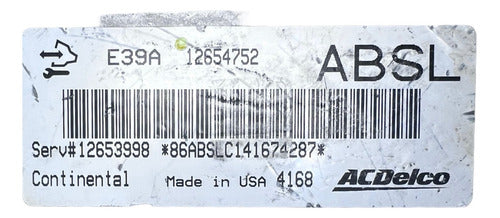 E39A 12654752 ABSL
Serv#12653998 *86ABSLC141674287*
Continental Made in USA 4168 ACDelco